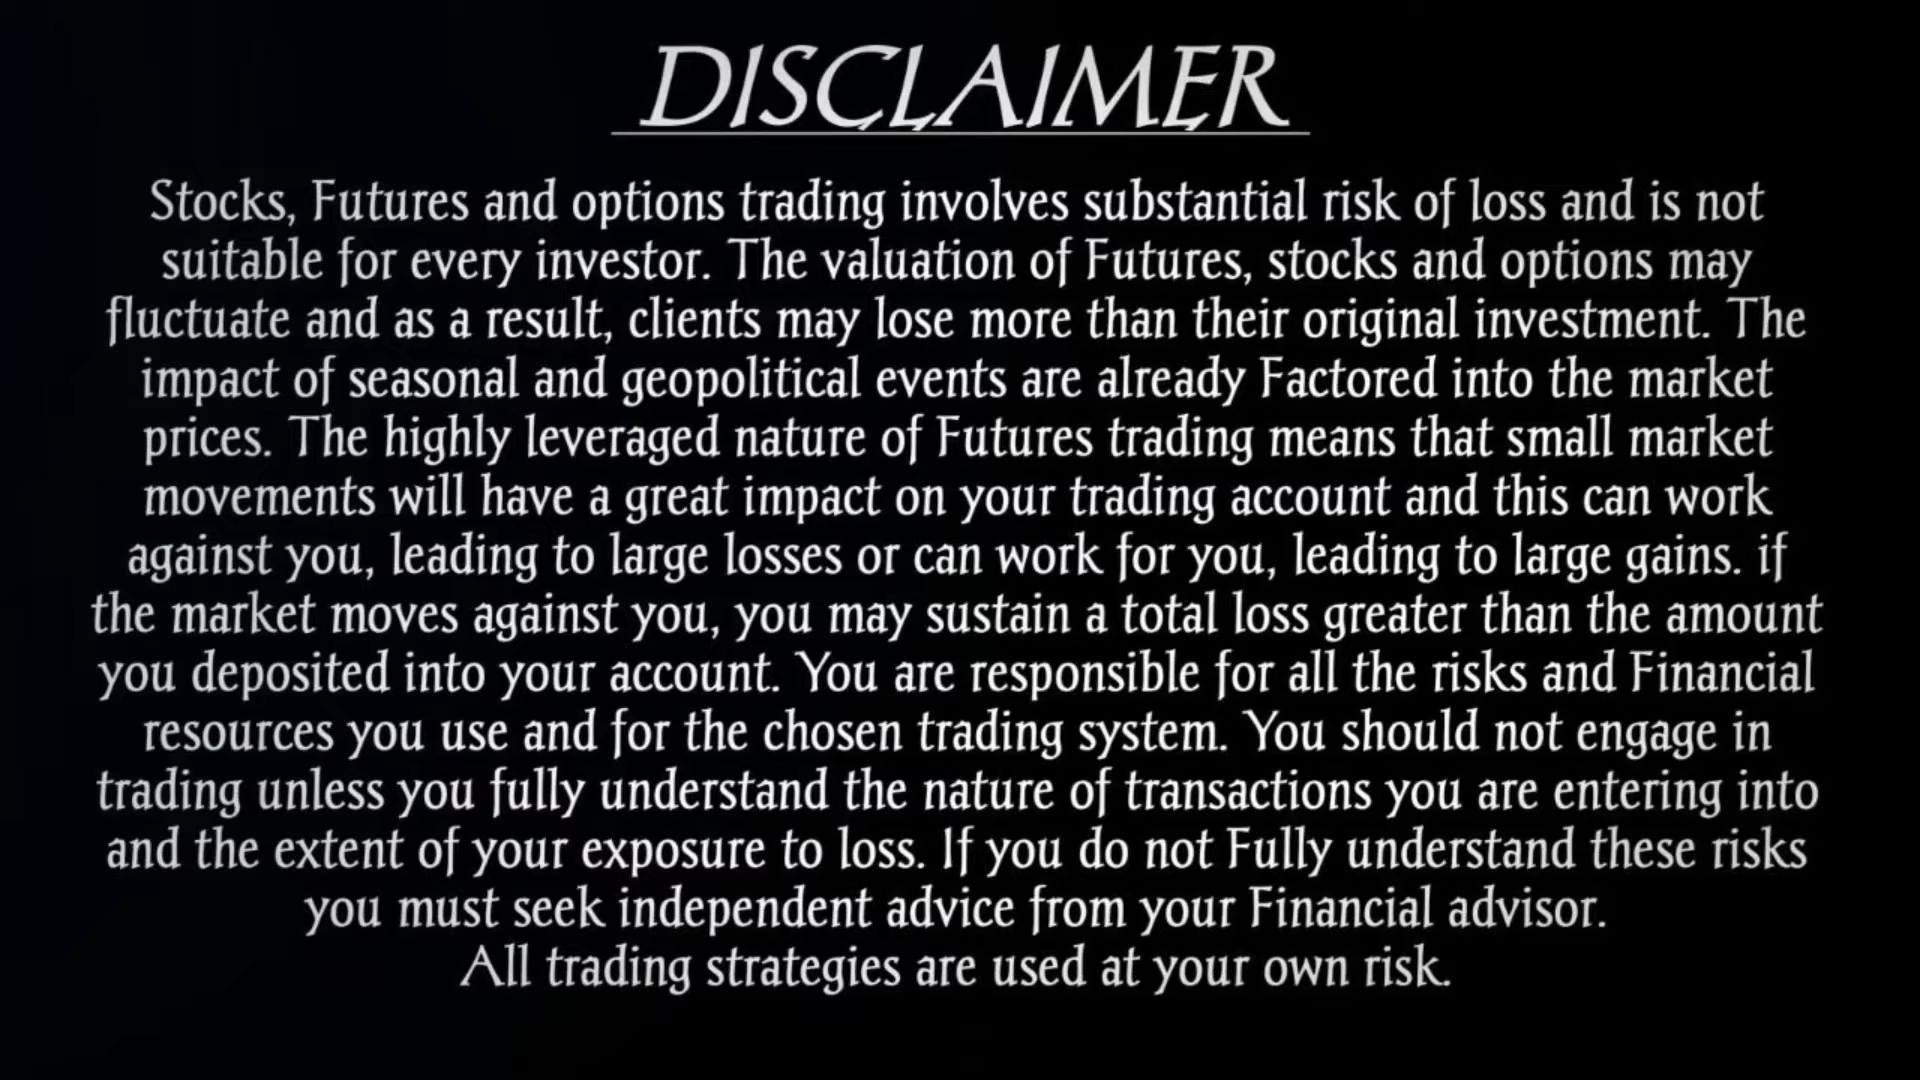 DISCLAIMER
Stocks, Futures and options trading involves substantial risk of loss and is not
suitable for every investor. The valuation of Futures, stocks and options may
fluctuate and as a result, clients may lose more than their original investment. The
impact of seasonal and geopolitical events are already Factored into the market
prices. The highly leveraged nature of Futures trading means that small market
movements will have a great impact on your trading account and this can work
against you, leading to large losses or can work for you, leading to large gains. if
the market moves against you, you may sustain a total loss greater than the amount
you deposited into your account. You are responsible for all the risks and Financial
resources you use and for the chosen trading system. You should not engage in
trading unless you fully understand the nature of transactions you are entering into
and the extent of your exposure to loss. If you do not Fully understand these risks
you must seek independent advice from your Financial advisor.
All trading strategies are used at your own risk.